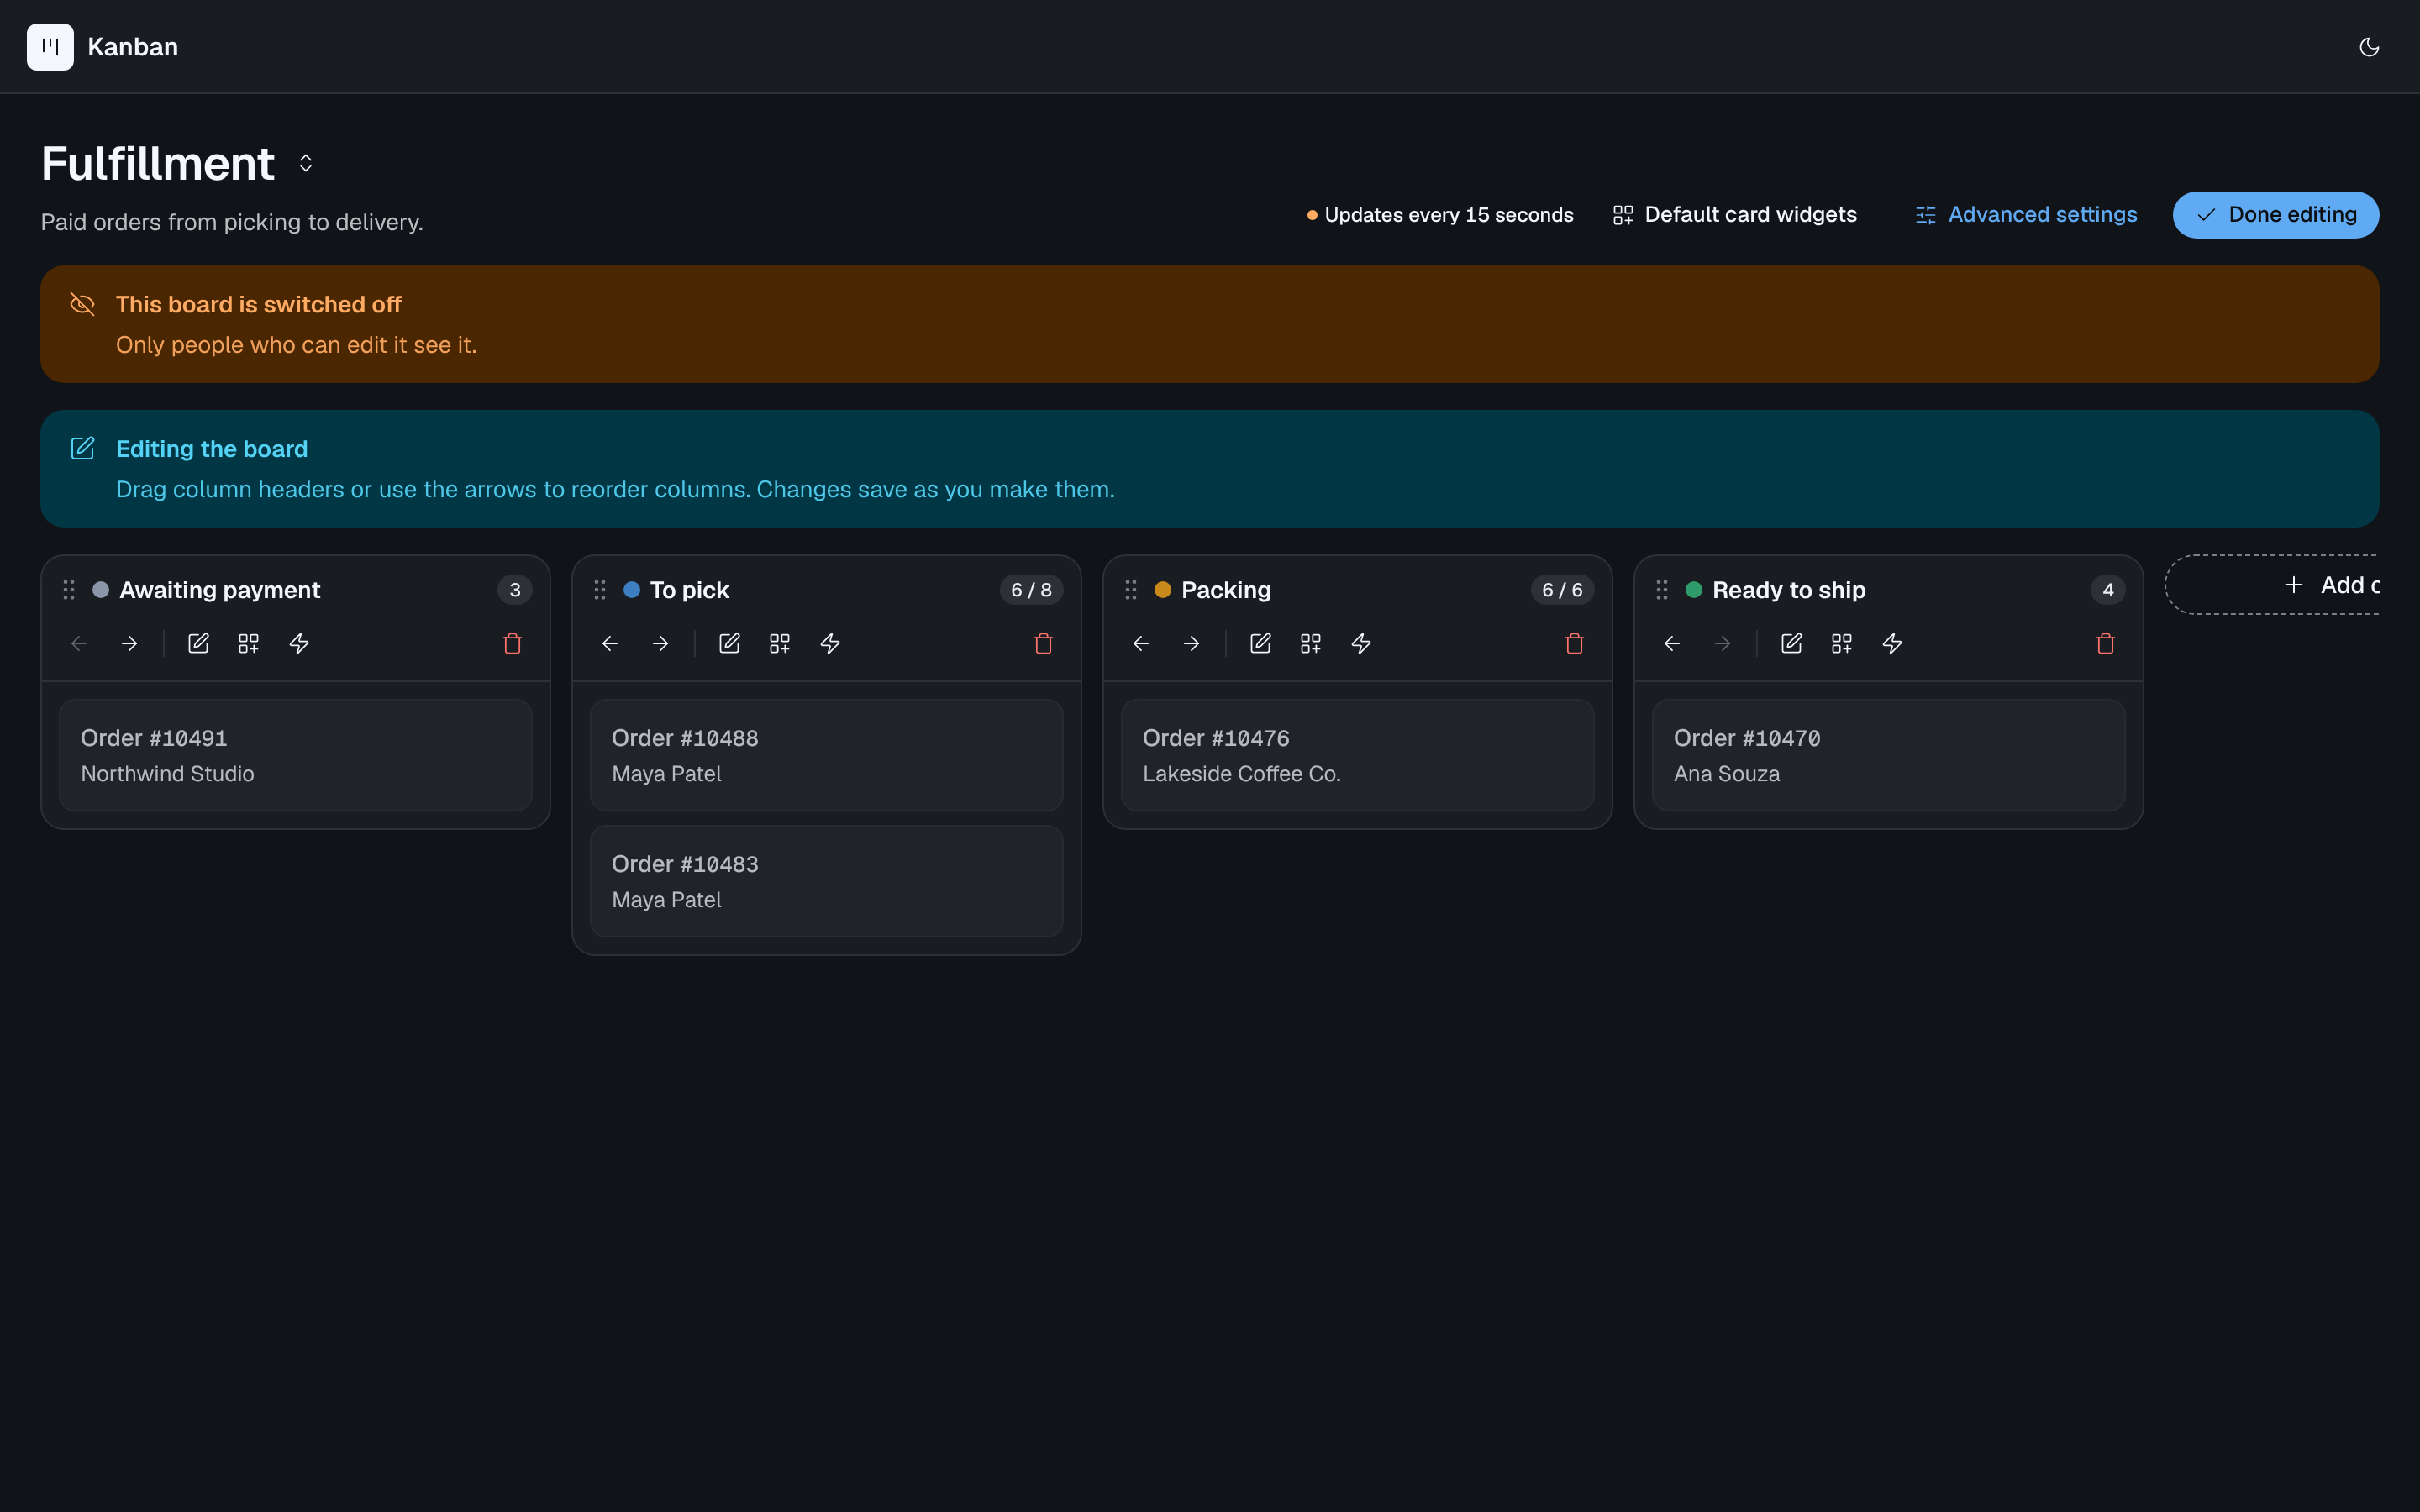 Kanban
Fulfillment
Paid orders from picking to delivery.
Updates every 15 seconds
Default card widgets
Advanced settings
Done editing
This board is switched off
Only people who can edit it see it.
Editing the board
Drag column headers or use the arrows to reorder columns. Changes save as you make them.
Awaiting payment
3
Order #10491
Northwind Studio
To pick
6 / 8
Order #10488
Maya Patel
Order #10483
Maya Patel
Packing
6 / 6
Order #10476
Lakeside Coffee Co.
Ready to ship
4
Order #10470
Ana Souza
Add